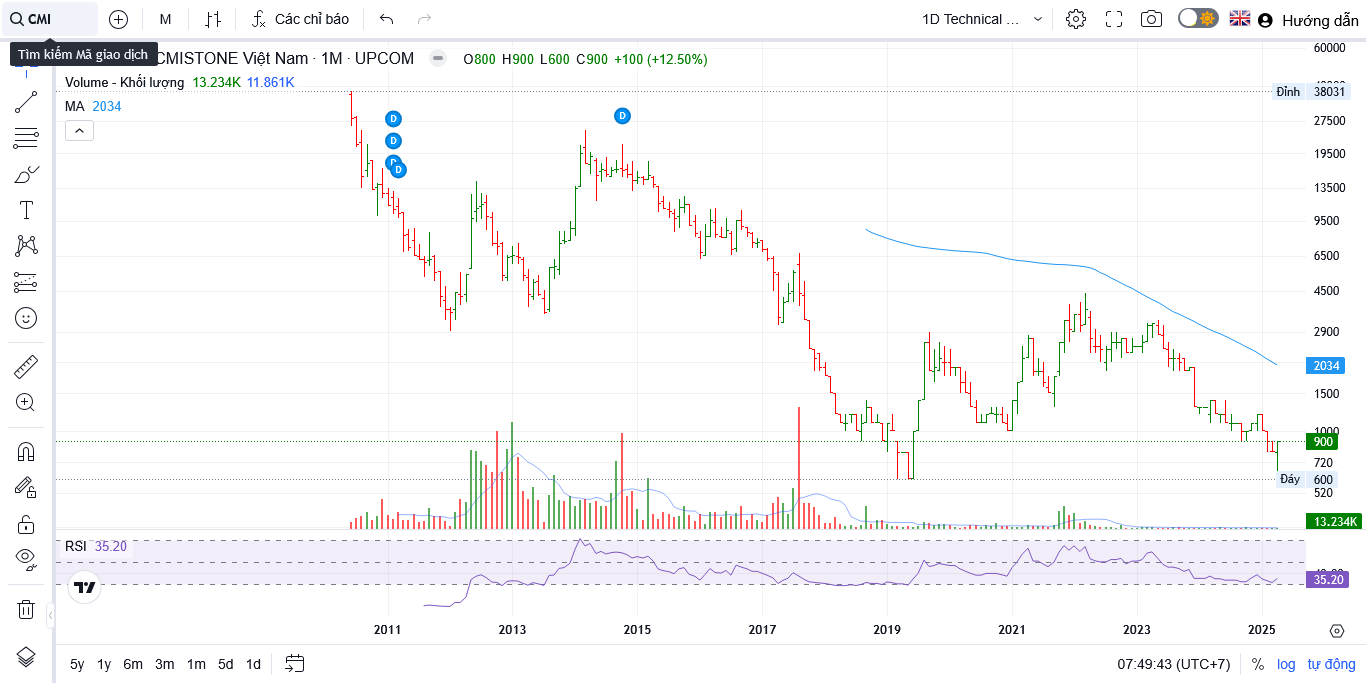 CMI
M
Các chỉ báo
1D Technical ...
Hướng dẫn
Tìm kiếm Mã giao dịch
CMISTONE Việt Nam · 1M · UPCOM
O800 H900 L600 C900 +100 (+12.50%)
Volume - Khối lượng 13.234K 11.861K
MA 2034
D
D
D
D
D
60000
Đỉnh 38031
27500
19500
13500
9500
6500
4500
2900
2034
1500
1000
900
720
Đáy 600
520
13.234K
RSI 35.20
35.20
2011 2013 2015 2017 2019 2021 2023 2025
5y 1y 6m 3m 1m 5d 1d
07:49:43 (UTC+7) % log tự động